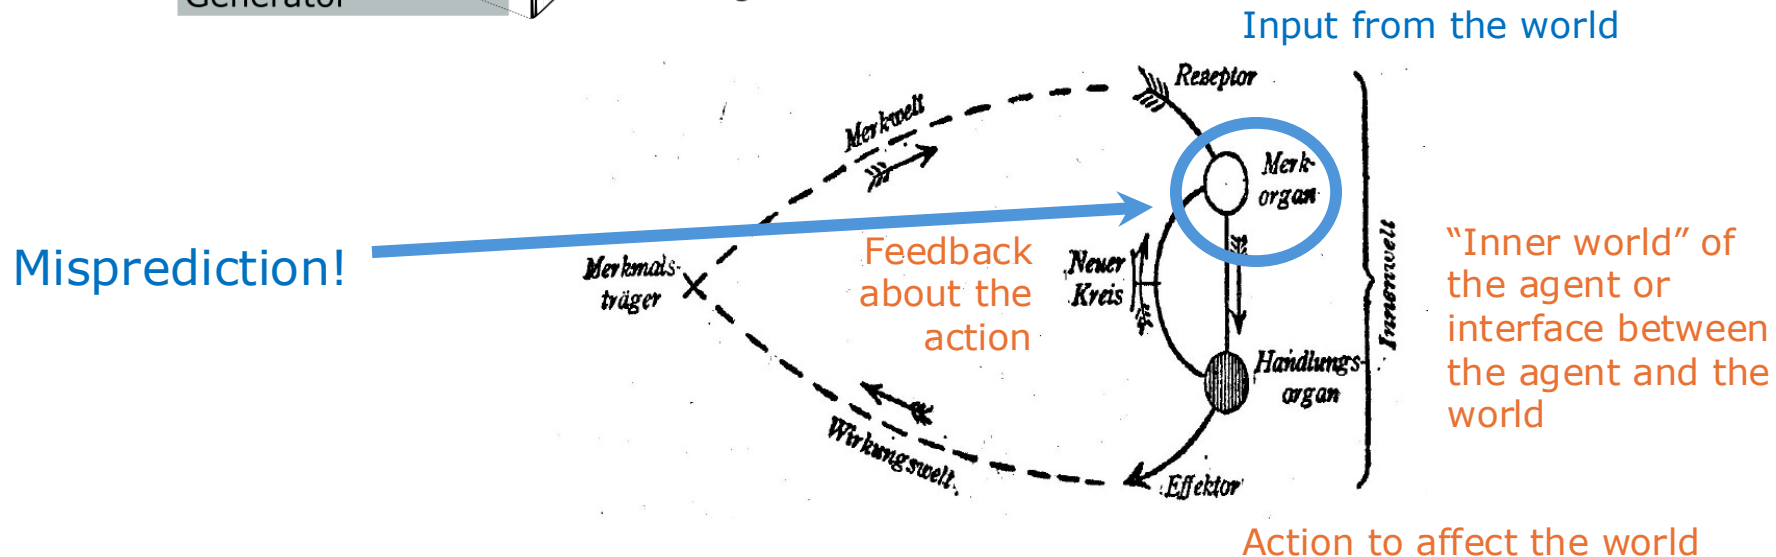 Generator
Input from the world
Rezeptor
Merkwelt
Merk-
organ
Misprediction!
Merkmals-
träger
Feedback
about the
action
Neuer
Kreis
Innenwelt
“Inner world” of
the agent or
interface between
the agent and the
world
Handlungs-
organ
Wirkungswelt.
Effektor
Action to affect the world